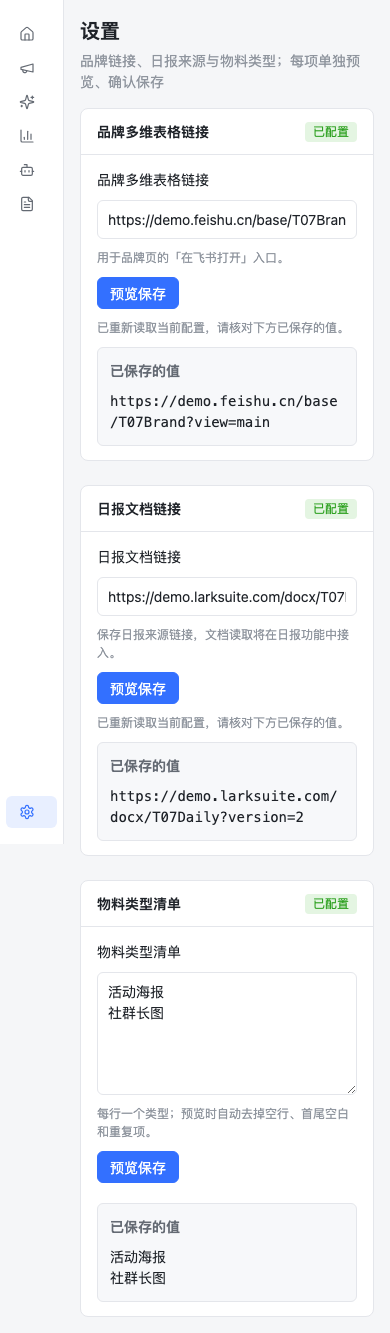 设置
品牌链接、日报来源与物料类型；每项单独预
览、确认保存
品牌多维表格链接
已配置
品牌多维表格链接
https://demo.feishu.cn/base/T07Bran
用于品牌页的「在飞书打开」入口。
预览保存
已重新读取当前配置，请核对下方已保存的值。
已保存的值
https://demo.feishu.cn/base
/T07Brand?view=main
日报文档链接
已配置
日报文档链接
https://demo.larksuite.com/docx/T07
保存日报来源链接，文档读取将在日报功能中接
入。
预览保存
已重新读取当前配置，请核对下方已保存的值。
已保存的值
https://demo.larksuite.com/
docx/T07Daily?version=2
物料类型清单
已配置
物料类型清单
活动海报
社群长图
每行一个类型；预览时自动去掉空行、首尾空白
和重复项。
预览保存
已保存的值
活动海报
社群长图